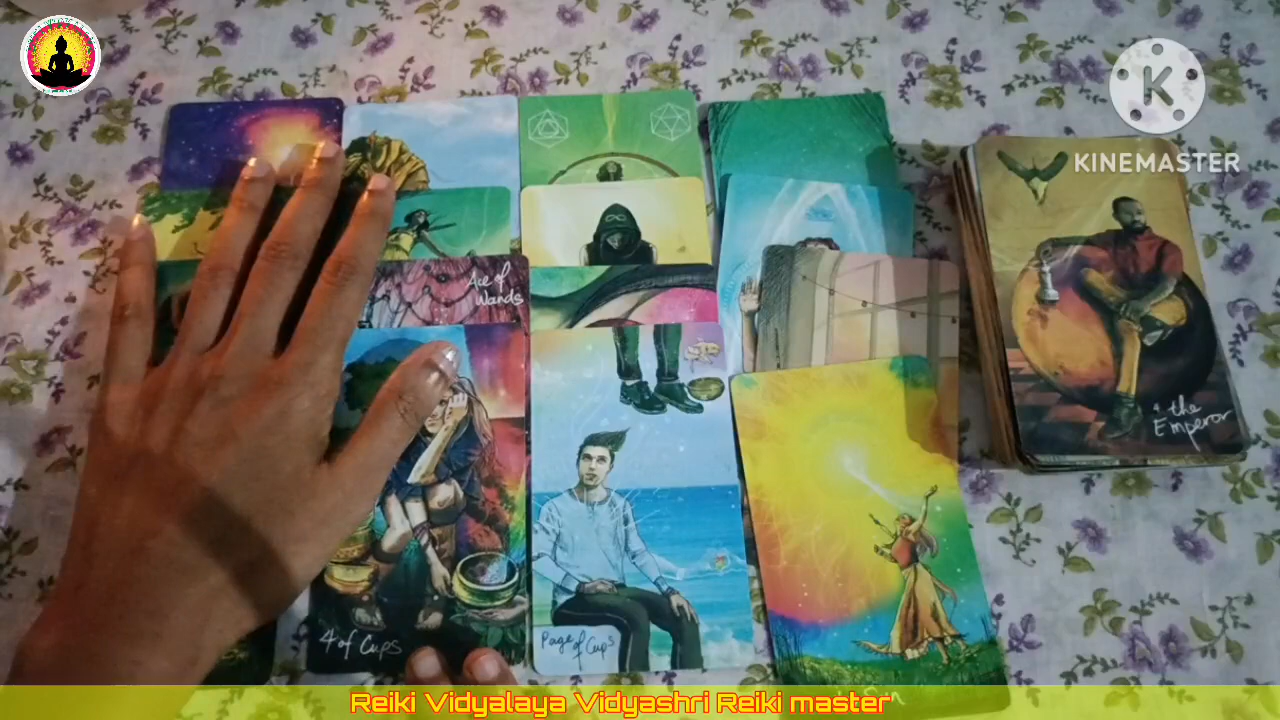 KINEMASTER
Ace of
Wands
4. the
Emperor
4 of Cups
Page
of Cups
Reiki Vidyalaya Vidyashri Reiki master